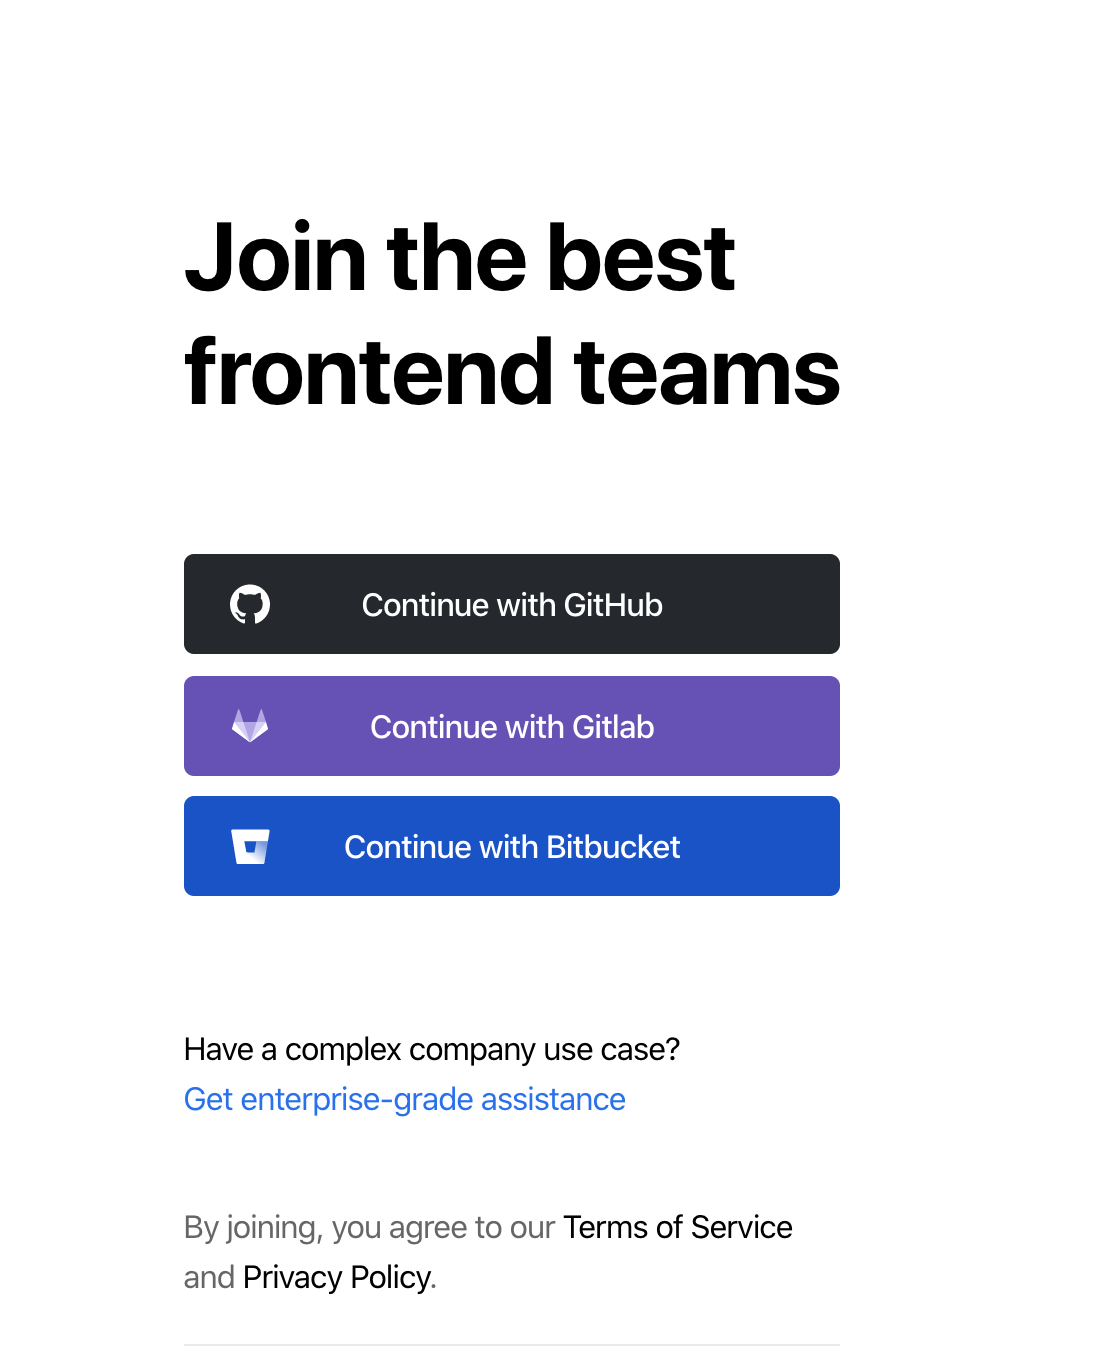 Join the best
frontend teams
Continue with GitHub
Continue with Gitlab
Continue with Bitbucket
Have a complex company use case?
Get enterprise-grade assistance
By joining, you agree to our Terms of Service
and Privacy Policy.